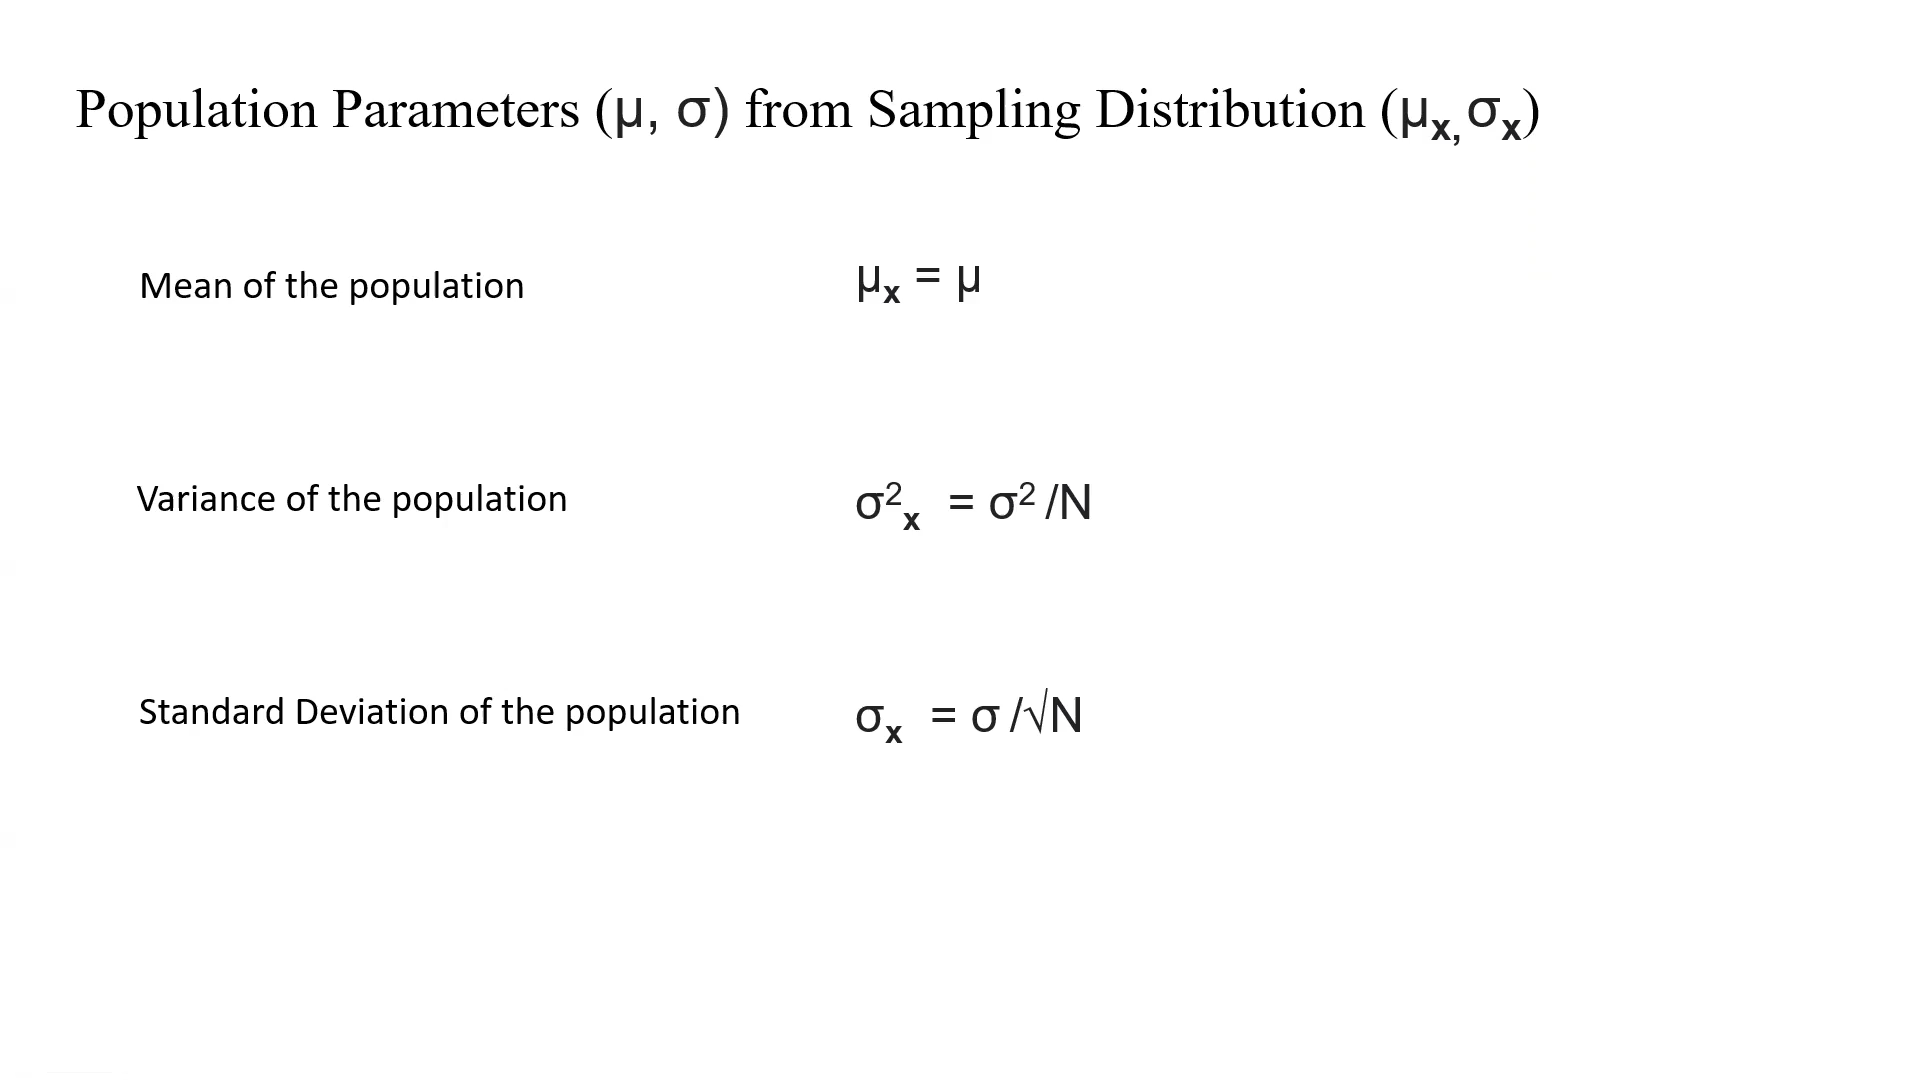 Population Parameters (μ, σ) from Sampling Distribution (μₓ, σₓ)
Mean of the population
μₓ = μ
Variance of the population
σ²ₓ = σ² /N
Standard Deviation of the population
σₓ = σ /√N